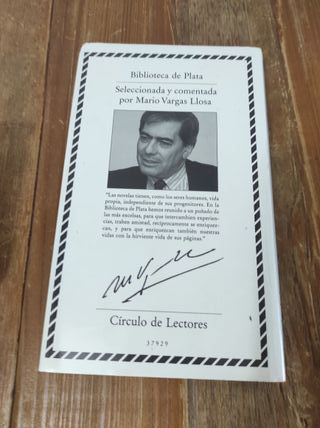 Biblioteca de Plata
Seleccionada y comentada
por Mario Vargas Llosa
"Las novelas tienen, como los seres humanos, vida
propia, independiente de sus progenitores. En la
Biblioteca de Plata hemos reunido a un puñado de
las más excelsas, para que intercambien experien-
cias, traben amistad, recíprocamente se enriquez-
can, y para que enriquezcan también nuestras
vidas con la hirviente vida de sus páginas."
Círculo de Lectores
37929